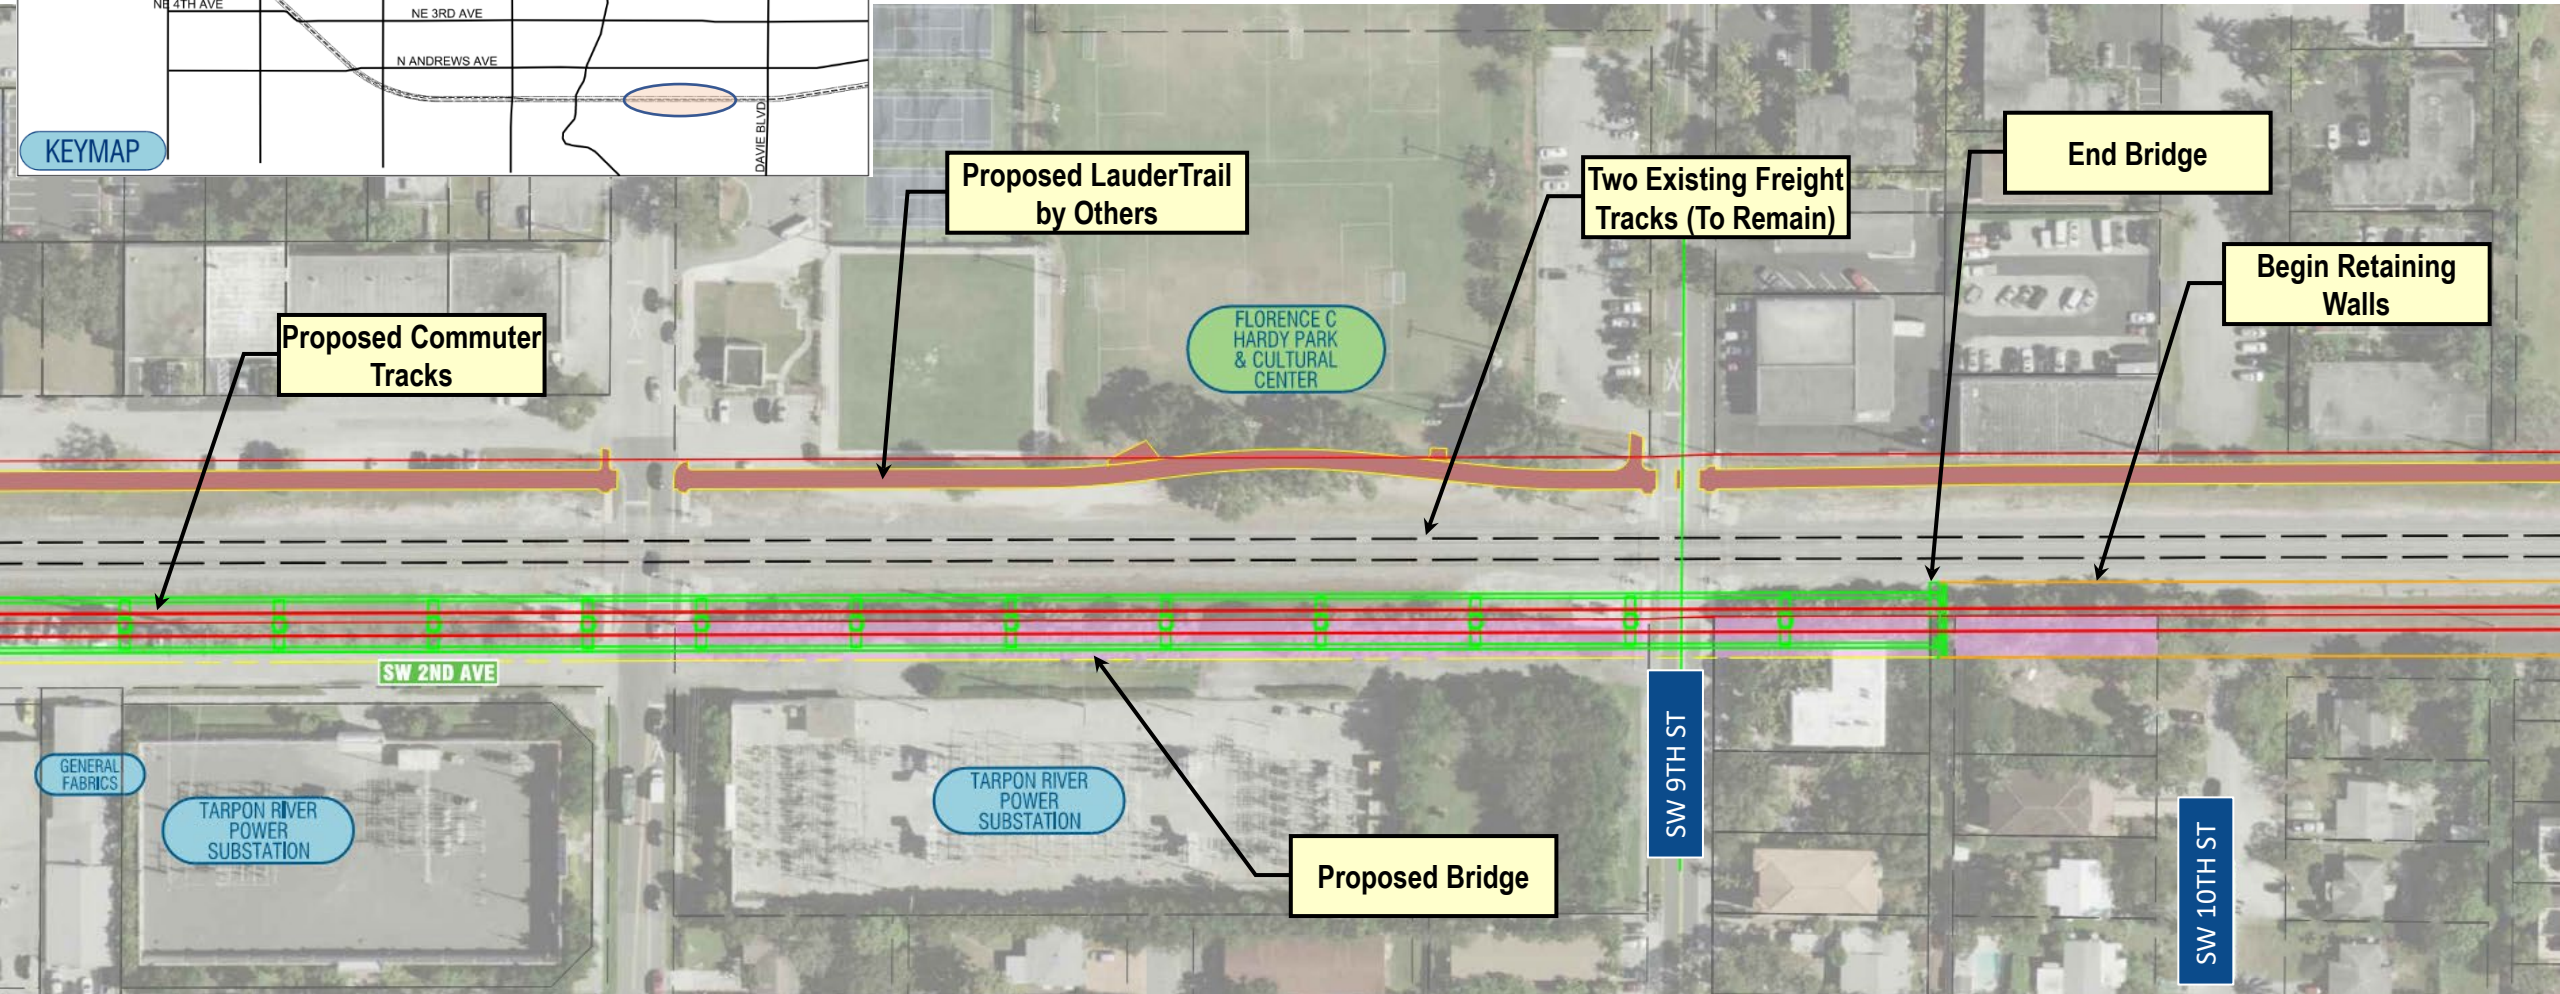 NE 4TH AVE
NE 3RD AVE
N ANDREWS AVE
DAVIE BLVD
KEYMAP
Proposed LauderTrail
by Others
Two Existing Freight
Tracks (To Remain)
End Bridge
Begin Retaining
Walls
Proposed Commuter
Tracks
FLORENCE C
HARDY PARK
& CULTURAL
CENTER
SW 2ND AVE
GENERAL
FABRICS
TARPON RIVER
POWER
SUBSTATION
TARPON RIVER
POWER
SUBSTATION
Proposed Bridge
SW 9TH ST
SW 10TH ST